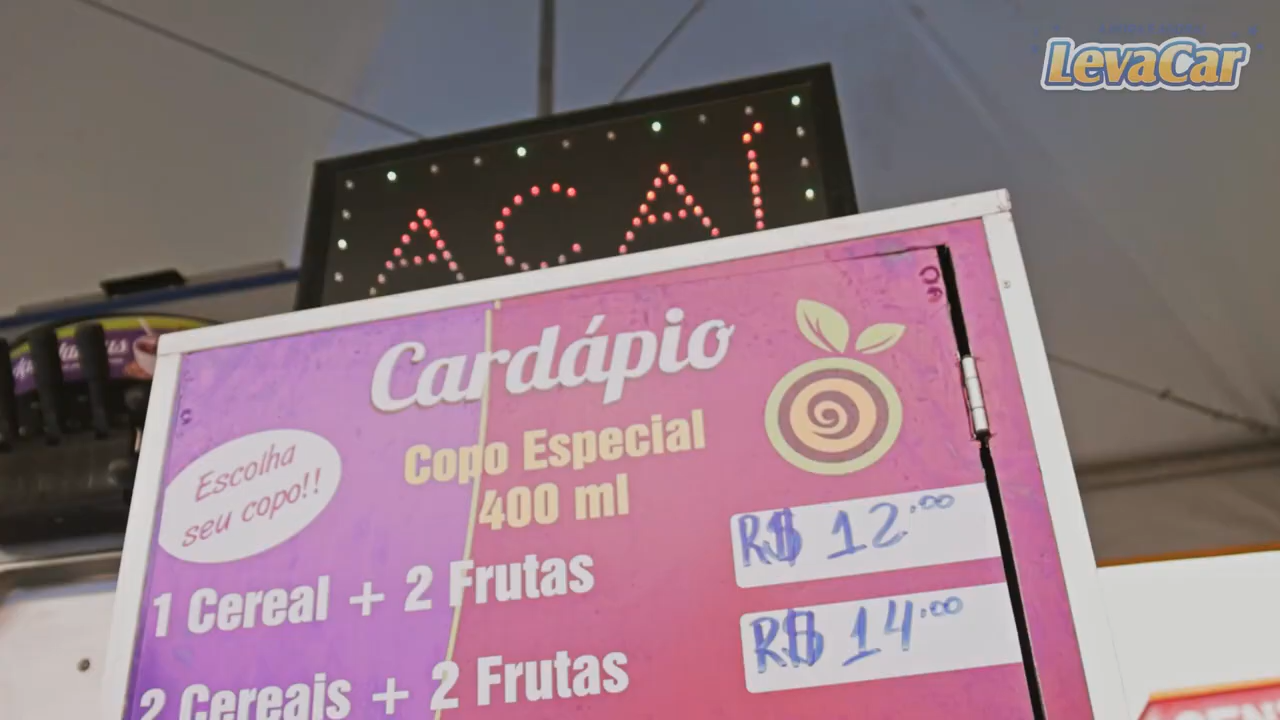 LevaCar
AÇAÍ
Cardápio
Escolha
seu copo!!
Copo Especial
400 ml
1 Cereal + 2 Frutas
R$ 12.00
2 Cereais + 2 Frutas
R$ 14.00